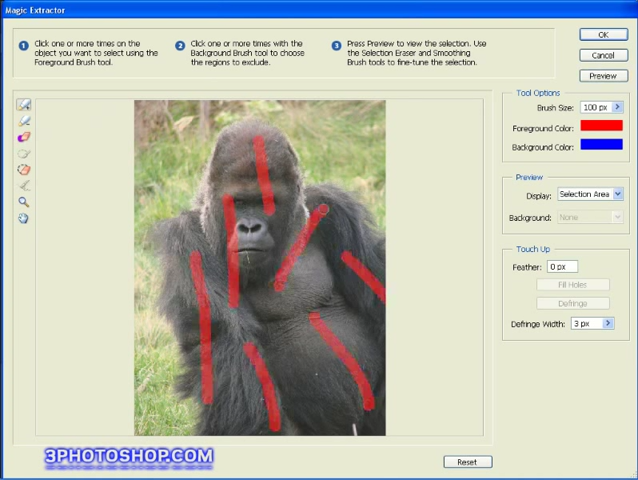 Magic Extractor
1 Click one or more times on the
object you want to select using the
Foreground Brush tool.
2 Click one or more times with the
Background Brush tool to choose
the regions to exclude.
3 Press Preview to view the selection. Use
the Selection Eraser and Smoothing
Brush tools to fine-tune the selection.
OK
Cancel
Preview
Tool Options
Brush Size: 100 px
Foreground Color:
Background Color:
Preview
Display: Selection Area
Background: None
Touch Up
Feather: 0 px
Fill Holes
Defringe
Defringe Width: 3 px
3PHOTOSHOP.COM
Reset